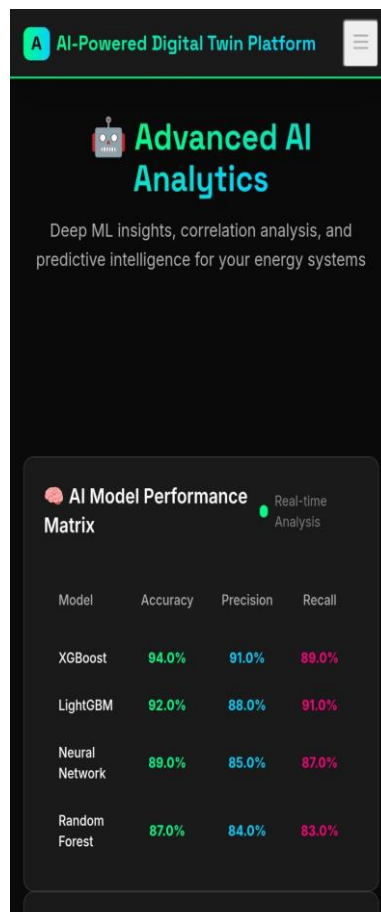 A AI-Powered Digital Twin Platform
🤖 Advanced AI
Analytics
Deep ML insights, correlation analysis, and
predictive intelligence for your energy systems
🧠 AI Model Performance
Matrix
Real-time
Analysis
Model Accuracy Precision Recall
XGBoost 94.0% 91.0% 89.0%
LightGBM 92.0% 88.0% 91.0%
Neural
Network 89.0% 85.0% 87.0%
Random
Forest 87.0% 84.0% 83.0%